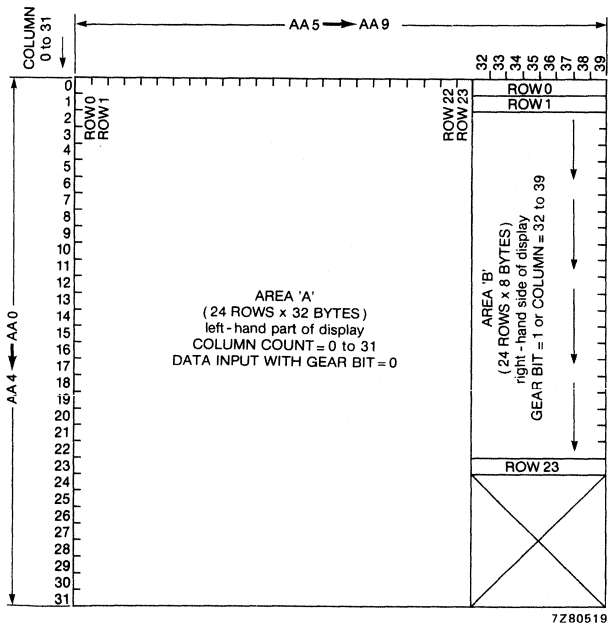 AA5 → AA9
COLUMN
0 to 31
32 33 34 35 36 37 38 39
0
1
2
3
4
5
6
7
8
9
10
11
12
13
14
15
16
17
18
19
20
21
22
23
24
25
26
27
28
29
30
31
ROW 0
ROW 1
ROW 22
ROW 23
ROW 0
ROW 1
AREA 'A'
(24 ROWS x 32 BYTES)
left-hand part of display
COLUMN COUNT = 0 to 31
DATA INPUT WITH GEAR BIT = 0
AREA 'B'
(24 ROWS x 8 BYTES)
right-hand side of display
GEAR BIT = 1 or COLUMN = 32 to 39
ROW 23
AA4 ← AA0
7Z80519